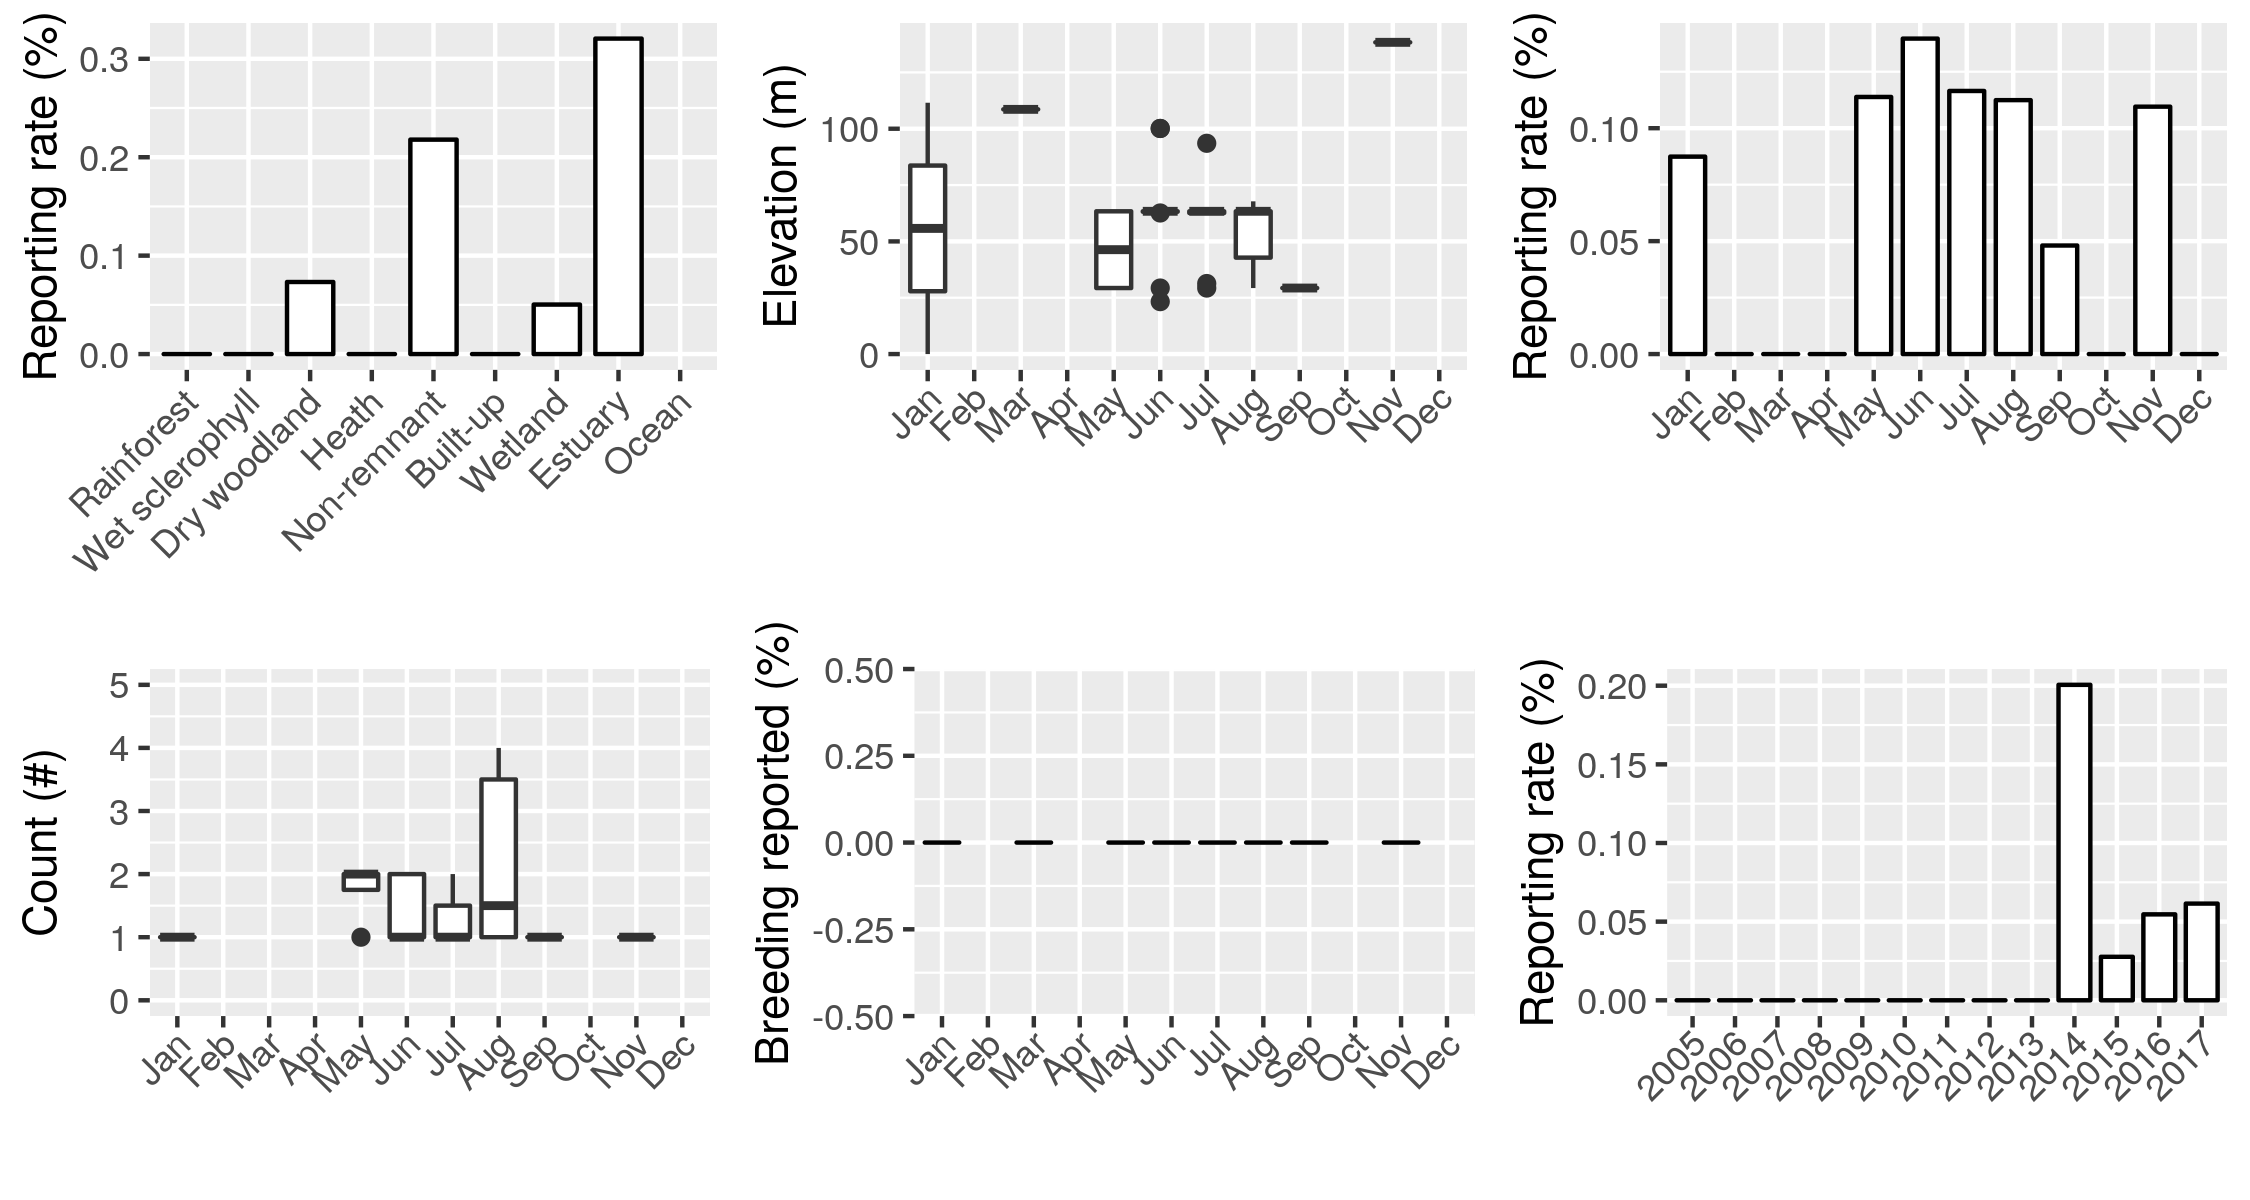 Reporting rate (%)
0.3
0.2
0.1
0.0
Rainforest
Wet sclerophyll
Dry woodland
Heath
Non-remnant
Built-up
Wetland
Estuary
Ocean
Elevation (m)
100
50
0
Jan
Feb
Mar
Apr
May
Jun
Jul
Aug
Sep
Oct
Nov
Dec
Reporting rate (%)
0.10
0.05
0.00
Jan
Feb
Mar
Apr
May
Jun
Jul
Aug
Sep
Oct
Nov
Dec
Count (#)
5
4
3
2
1
0
Jan
Feb
Mar
Apr
May
Jun
Jul
Aug
Sep
Oct
Nov
Dec
Breeding reported (%)
0.50
0.25
0.00
-0.25
-0.50
Jan
Feb
Mar
Apr
May
Jun
Jul
Aug
Sep
Oct
Nov
Dec
Reporting rate (%)
0.20
0.15
0.10
0.05
0.00
2005
2006
2007
2008
2009
2010
2011
2012
2013
2014
2015
2016
2017